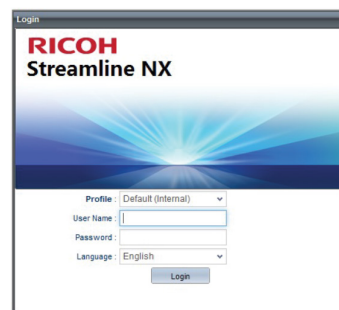 Login
RICOH
Streamline NX
Profile : Default (Internal)
User Name :
Password :
Language : English
Login